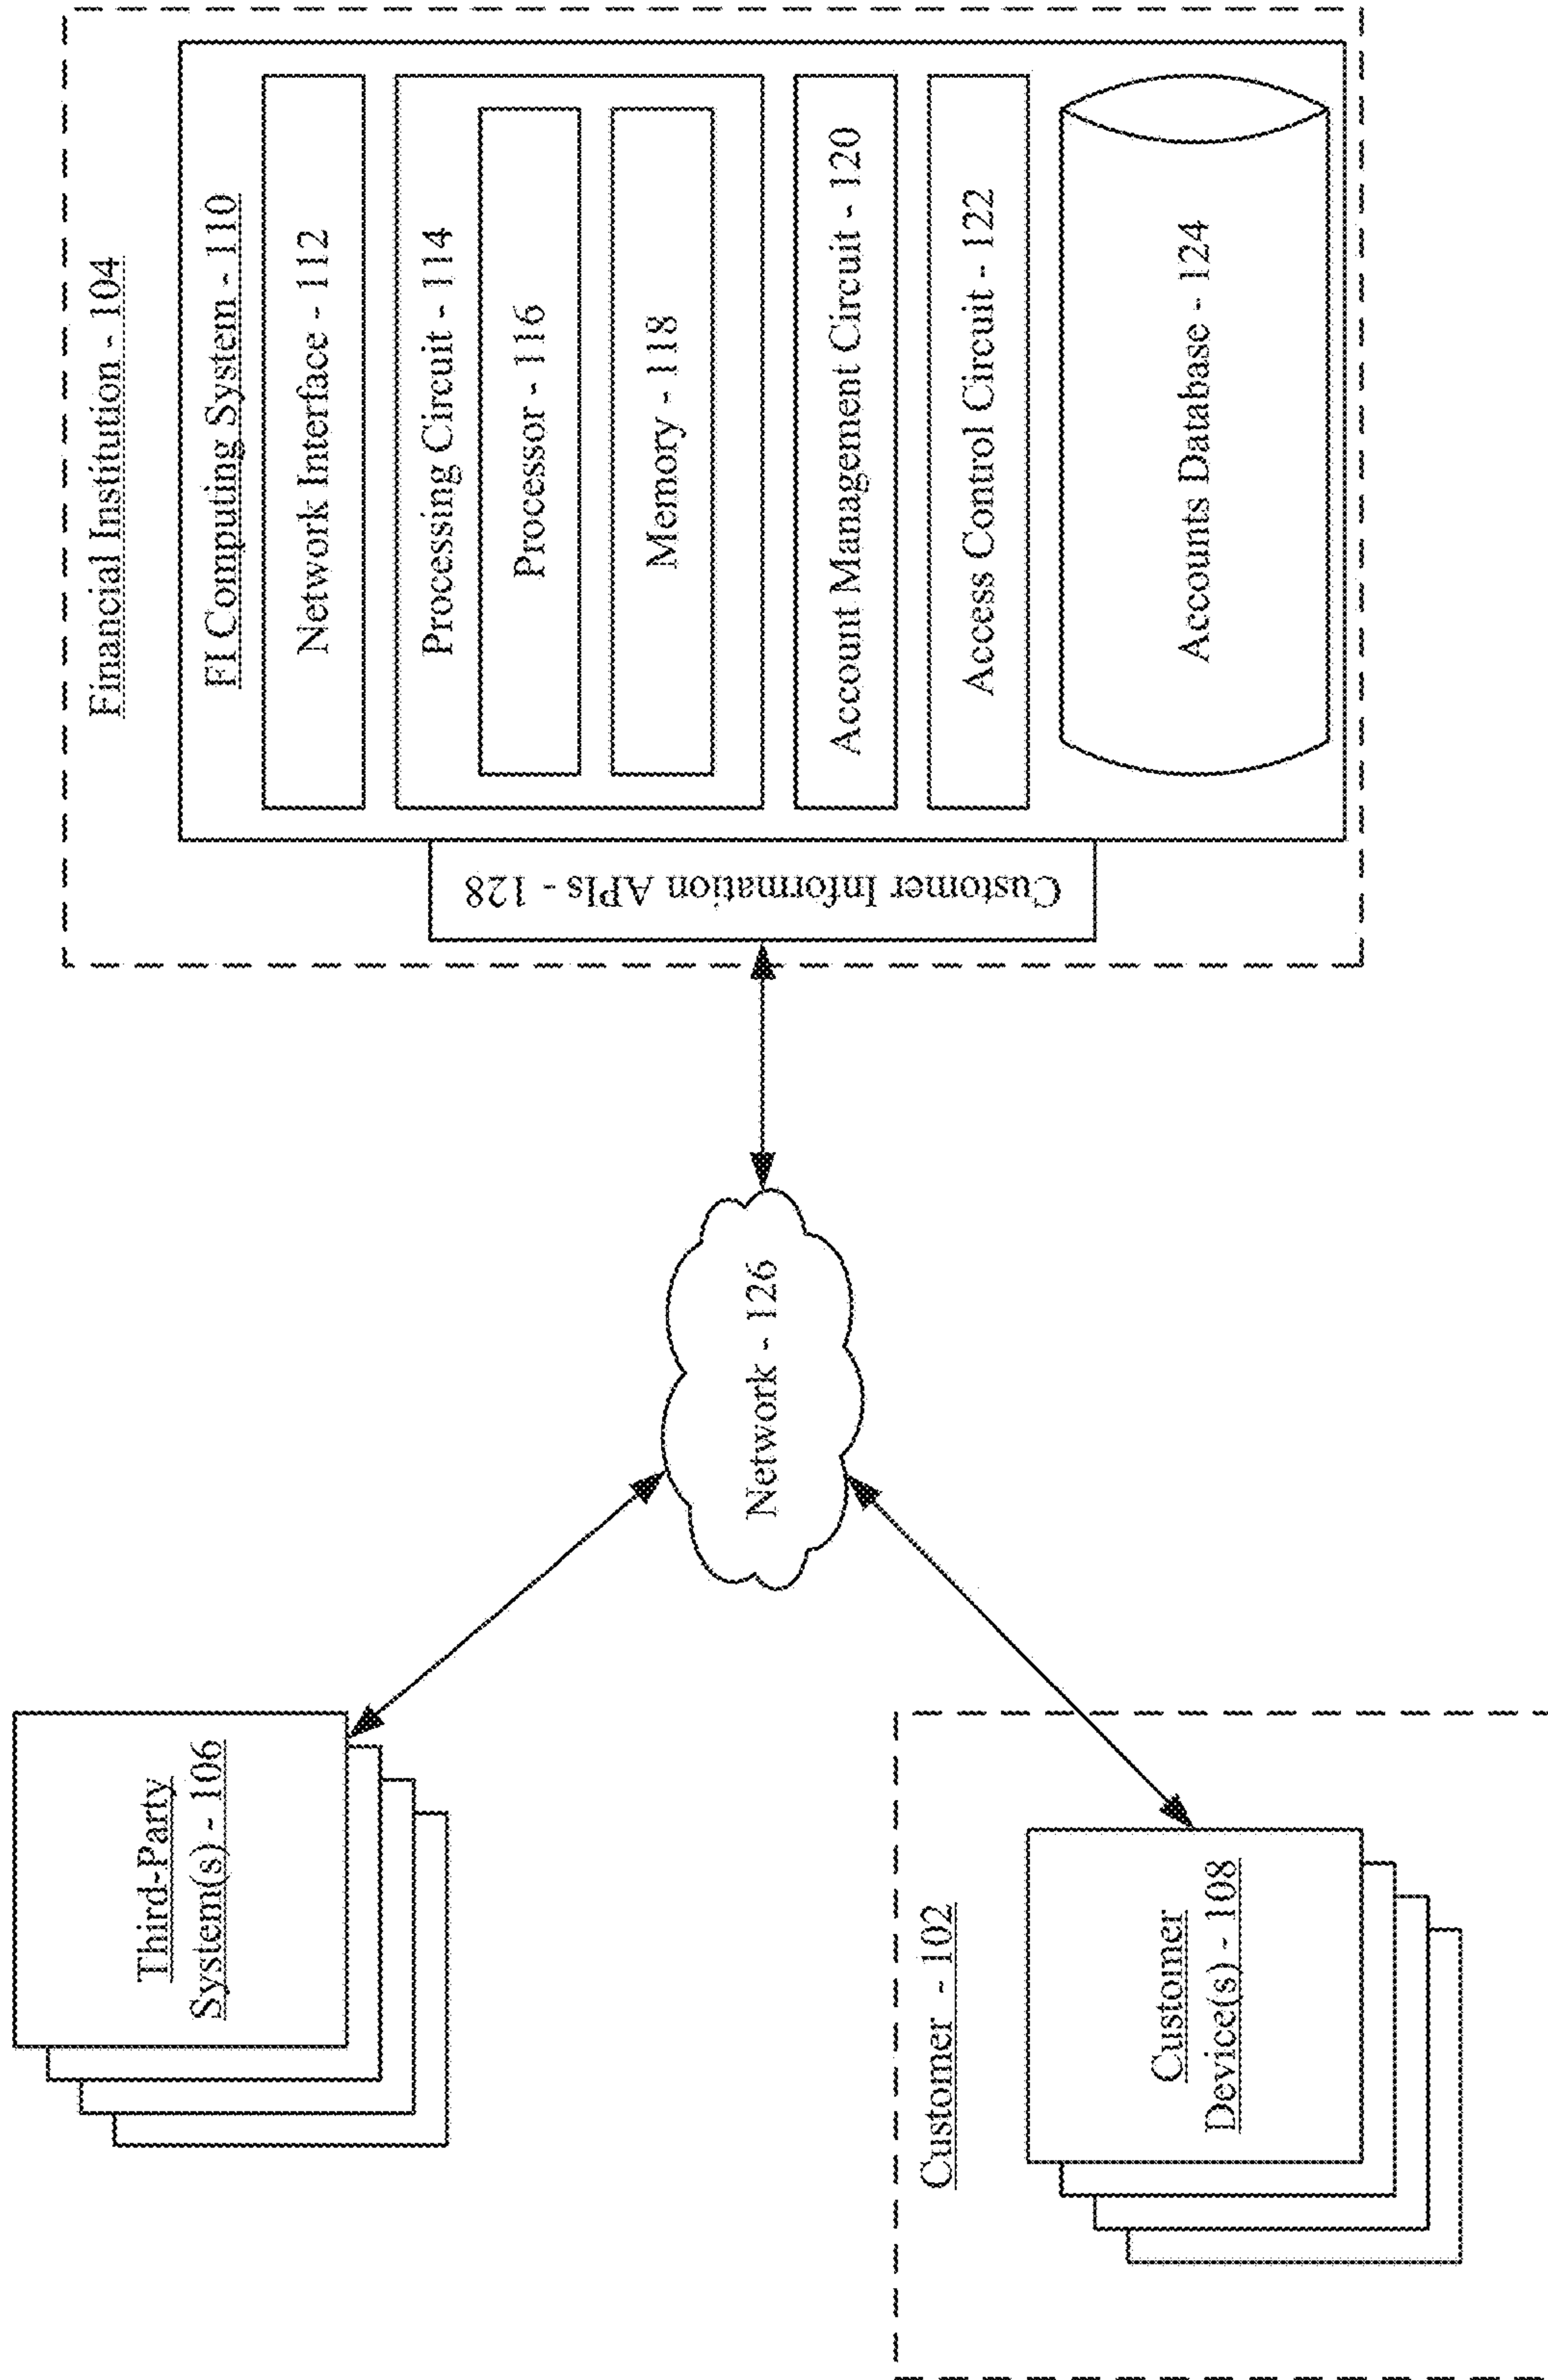 Third-Party
System(s) - 106
Customer - 102
Customer
Device(s) - 108
Network - 126
Financial Institution - 104
Customer Information APIs - 128
FI Computing System - 110
Network Interface - 112
Processing Circuit - 114
Processor - 116
Memory - 118
Account Management Circuit - 120
Access Control Circuit - 122
Accounts Database - 124